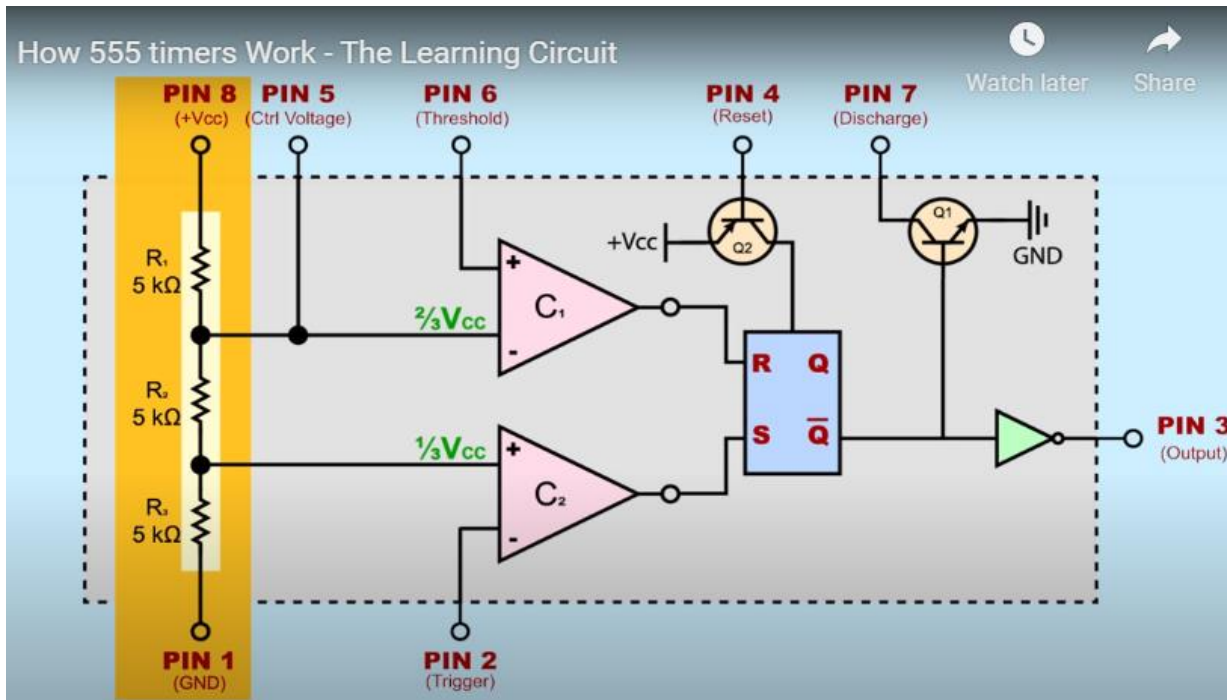 How 555 timers Work - The Learning Circuit
Watch later
Share
PIN 8
(+Vcc)
PIN 5
(Ctrl Voltage)
PIN 6
(Threshold)
PIN 4
(Reset)
PIN 7
(Discharge)
R₁
5 kΩ
R₂
5 kΩ
R₃
5 kΩ
⅔Vcc
⅓Vcc
+
C₁
-
+
C₂
-
+Vcc
Q2
Q1
GND
R Q
S Q̅
PIN 3
(Output)
PIN 1
(GND)
PIN 2
(Trigger)